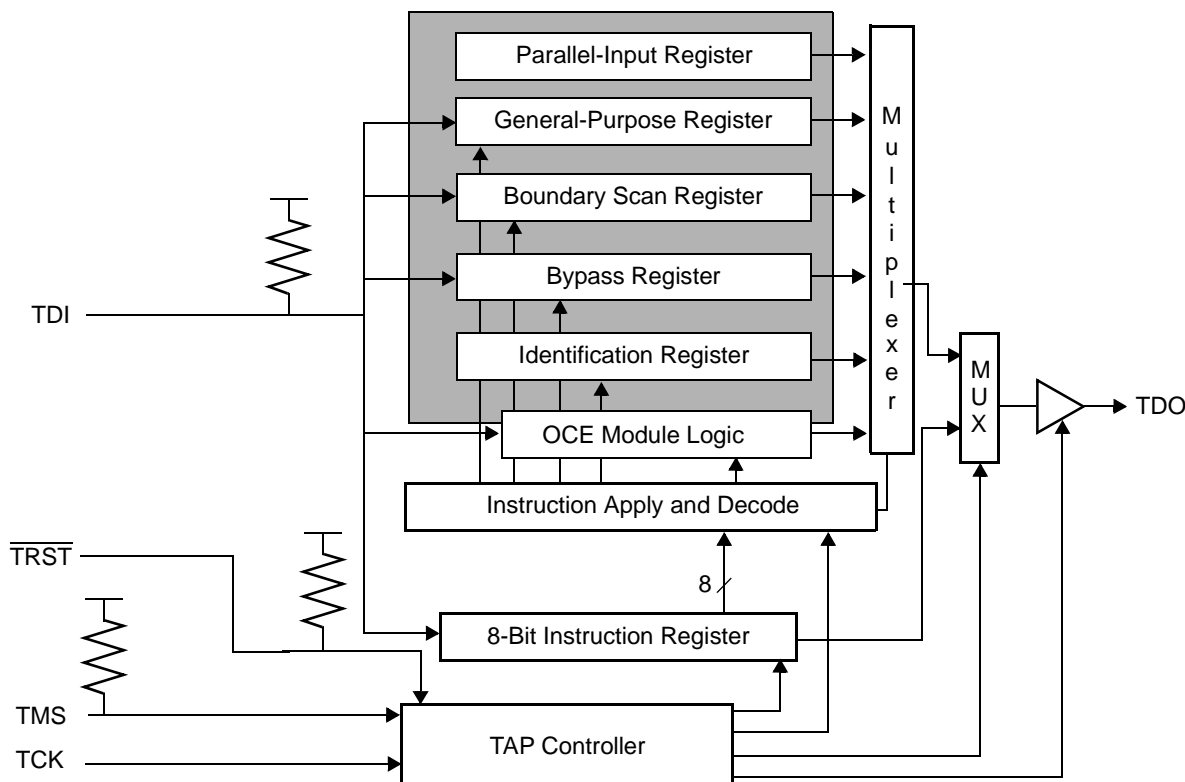 Parallel-Input Register
General-Purpose Register
Boundary Scan Register
Bypass Register
Identification Register
OCE Module Logic
Instruction Apply and Decode
Multiplexer
MUX
TDI
TDO
TRST
8
8-Bit Instruction Register
TMS
TCK
TAP Controller